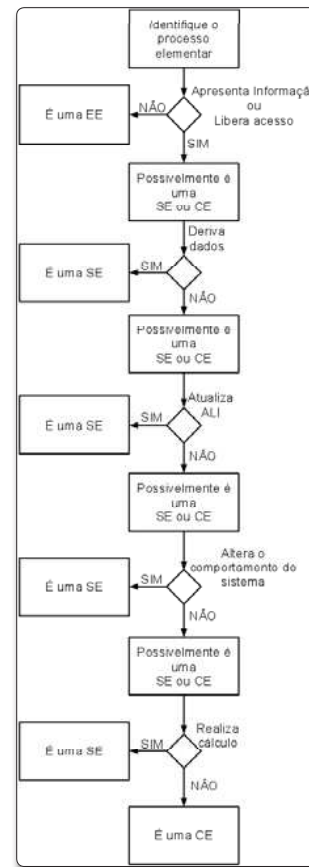 Identifique o
processo
elementar
Apresenta Informaçã
ou
Libera acesso
NÃO
É uma EE
SIM
Possivelmente é
uma
SE ou CE
Deriva
dados
SIM
É uma SE
NÃO
Possivelmente é
uma
SE ou CE
Atualiza
ALI
SIM
É uma SE
NÃO
Possivelmente é
uma
SE ou CE
Altera o
comportamento do
sistema
SIM
É uma SE
NÃO
Possivelmente é
uma
SE ou CE
Realiza
cálculo
SIM
É uma SE
NÃO
É uma CE